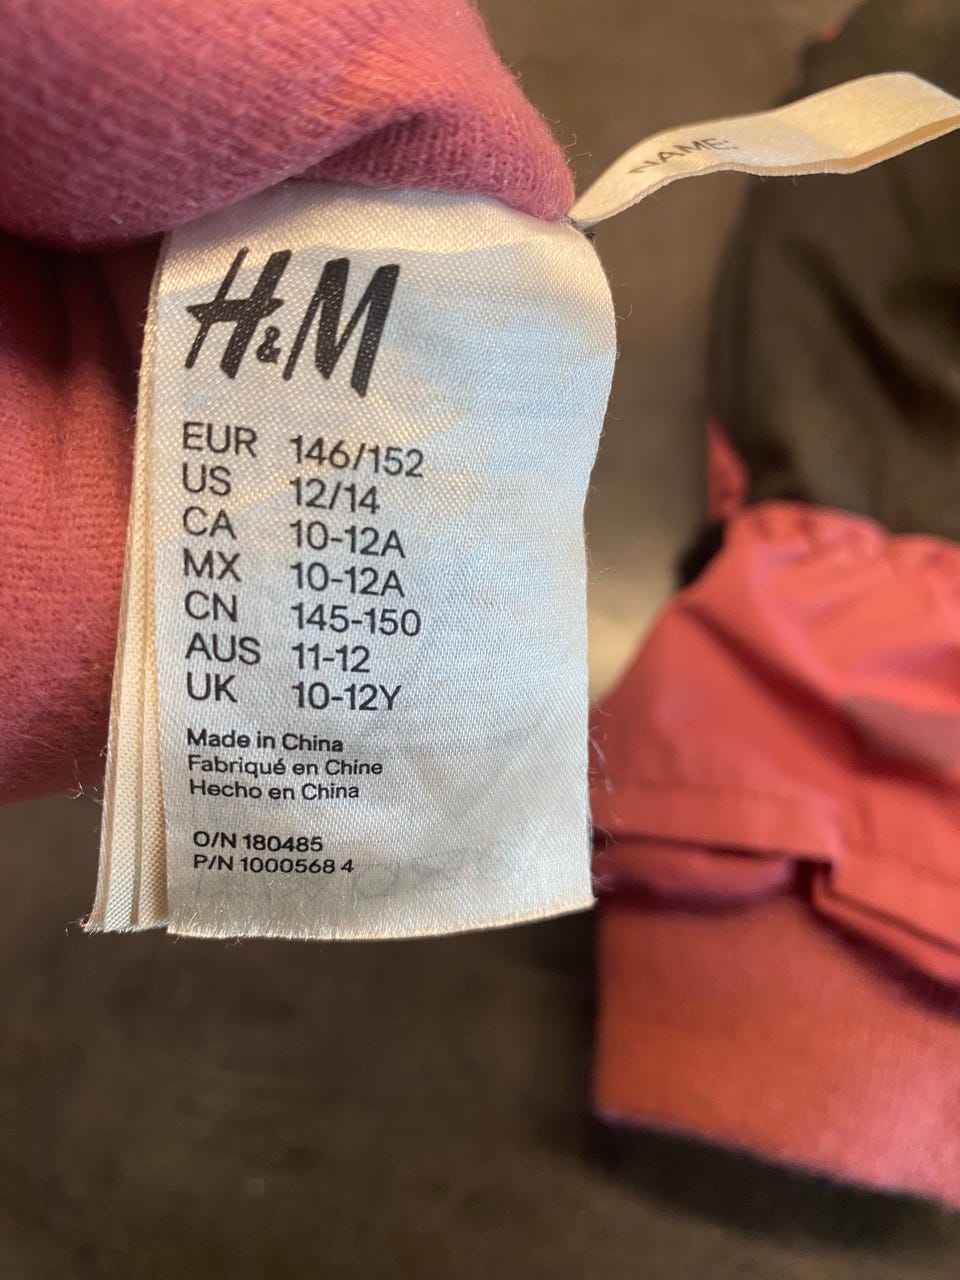 NAME:
H&M
EUR 146/152
US 12/14
CA 10-12A
MX 10-12A
CN 145-150
AUS 11-12
UK 10-12Y
Made in China
Fabriqué en Chine
Hecho en China
O/N 180485
P/N 1000568 4